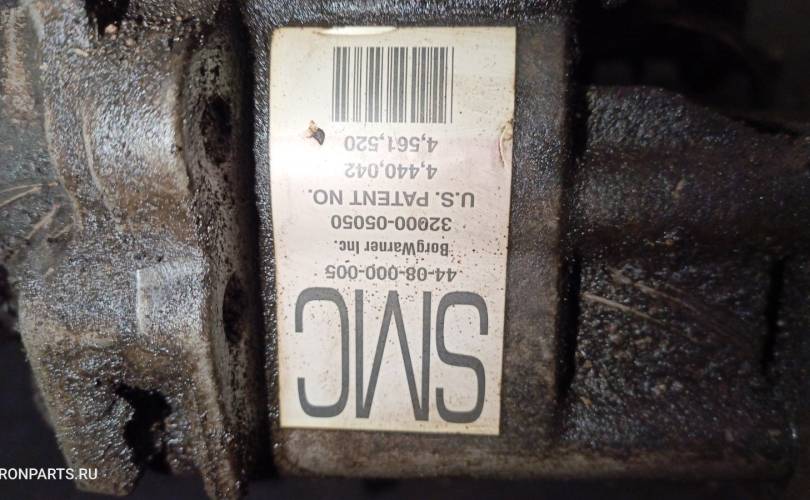 SMC
44-08-000-005
BorgWarner Inc.
32000-05050
U.S. PATENT NO.
4,440,042
4,561,520
RONPARTS.RU